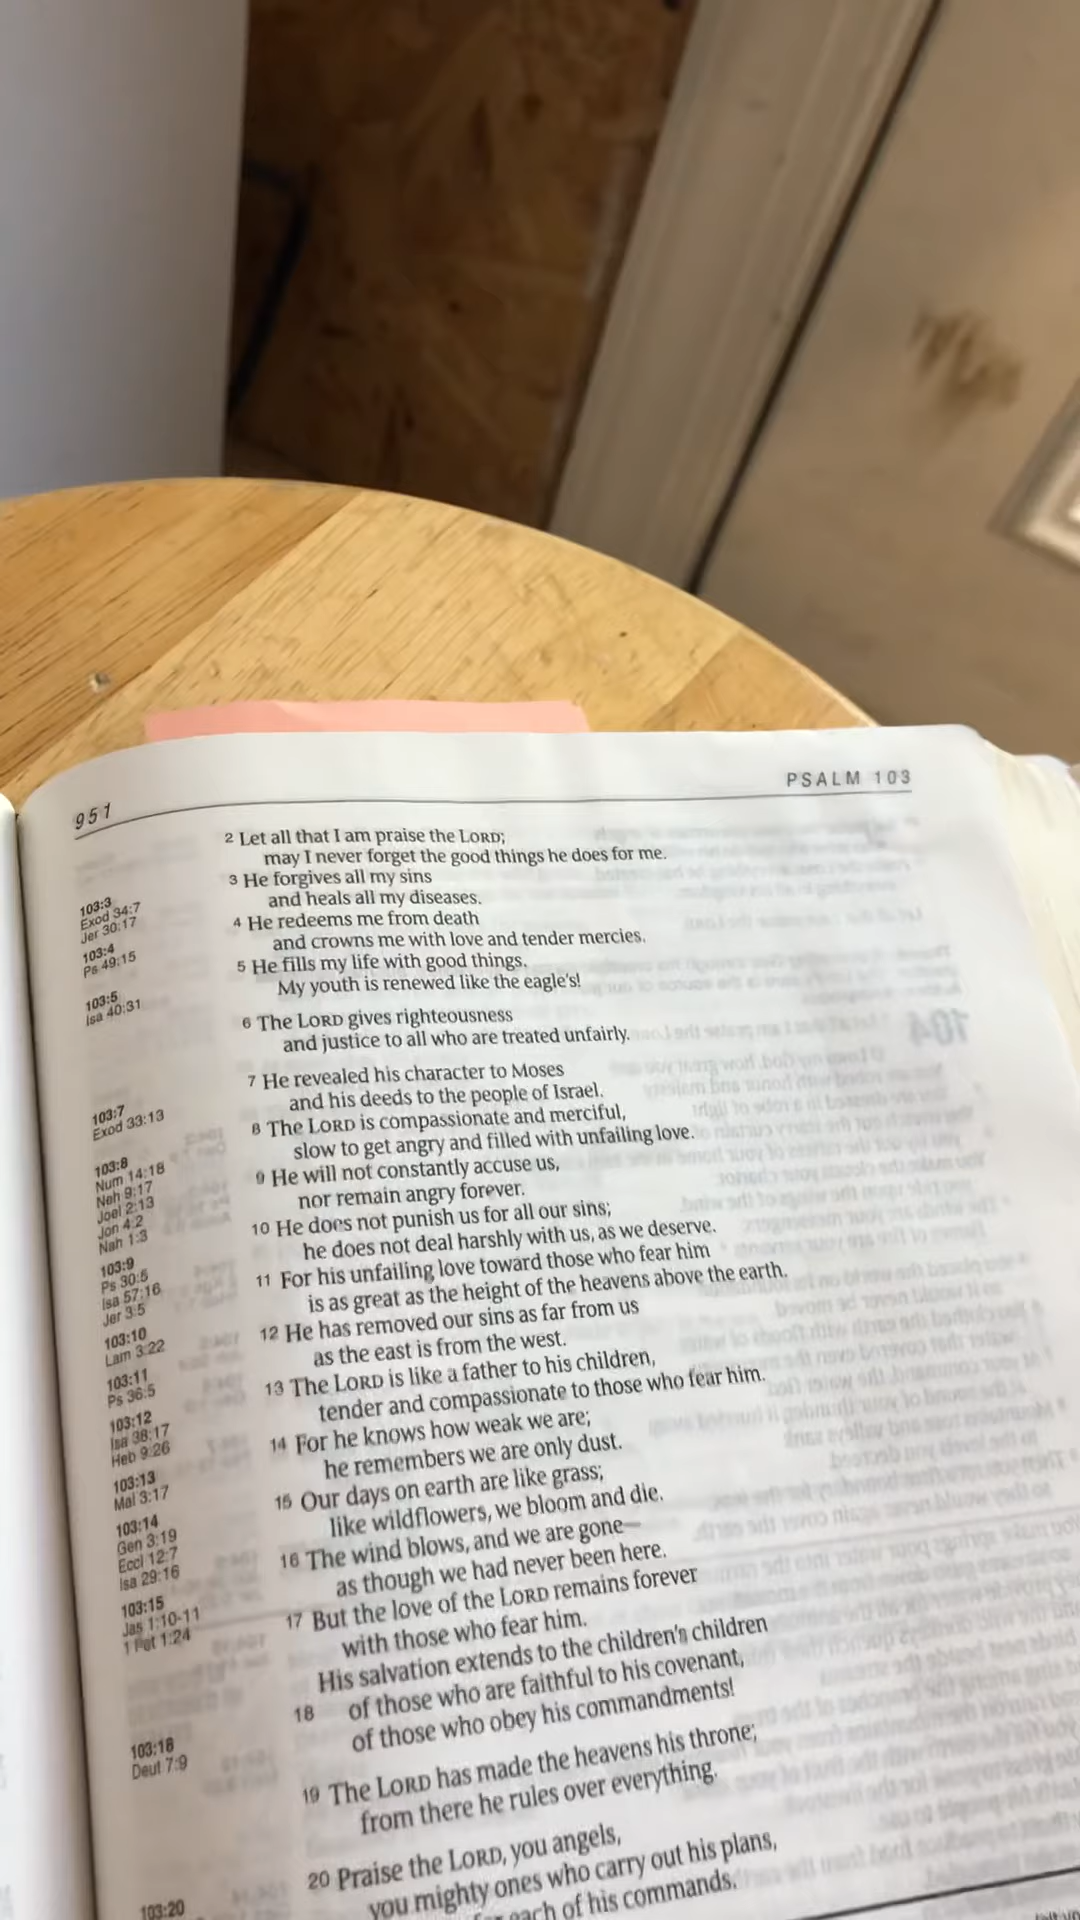 951
PSALM 103
2 Let all that I am praise the LORD;
may I never forget the good things he does for me.
3 He forgives all my sins
and heals all my diseases.
4 He redeems me from death
and crowns me with love and tender mercies.
5 He fills my life with good things.
My youth is renewed like the eagle's!
6 The LORD gives righteousness
and justice to all who are treated unfairly.
7 He revealed his character to Moses
and his deeds to the people of Israel.
8 The LORD is compassionate and merciful,
slow to get angry and filled with unfailing love.
9 He will not constantly accuse us,
nor remain angry forever.
10 He does not punish us for all our sins;
he does not deal harshly with us, as we deserve.
11 For his unfailing love toward those who fear him
is as great as the height of the heavens above the earth.
12 He has removed our sins as far from us
as the east is from the west.
13 The LORD is like a father to his children,
tender and compassionate to those who fear him.
14 For he knows how weak we are;
he remembers we are only dust.
15 Our days on earth are like grass;
like wildflowers, we bloom and die.
16 The wind blows, and we are gone—
as though we had never been here.
17 But the love of the LORD remains forever
with those who fear him.
His salvation extends to the children's children
18 of those who are faithful to his covenant,
of those who obey his commandments!
19 The LORD has made the heavens his throne;
from there he rules over everything.
20 Praise the LORD, you angels,
you mighty ones who carry out his plans,
each of his commands.
103:3
Exod 34:7
Jer 30:17
103:4
Ps 49:15
103:5
Isa 40:31
103:7
Exod 33:13
103:8
Num 14:18
Neh 9:17
Joel 2:13
Jon 4:2
Nah 1:3
103:9
Ps 30:5
Isa 57:16
Jer 3:5
103:10
Lam 3:22
103:11
Ps 36:5
103:12
Isa 38:17
Heb 9:26
103:13
Mal 3:17
103:14
Gen 3:19
Eccl 12:7
Isa 29:16
103:15
Jas 1:10-11
1 Pet 1:24
103:18
Deut 7:9
103:20